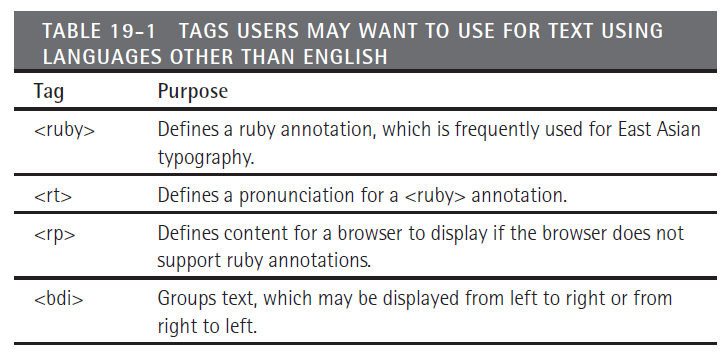 TABLE 19-1 TAGS USERS MAY WANT TO USE FOR TEXT USING
LANGUAGES OTHER THAN ENGLISH
Tag Purpose
<ruby> Defines a ruby annotation, which is frequently used for East Asian
typography.
<rt> Defines a pronunciation for a <ruby> annotation.
<rp> Defines content for a browser to display if the browser does not
support ruby annotations.
<bdi> Groups text, which may be displayed from left to right or from
right to left.